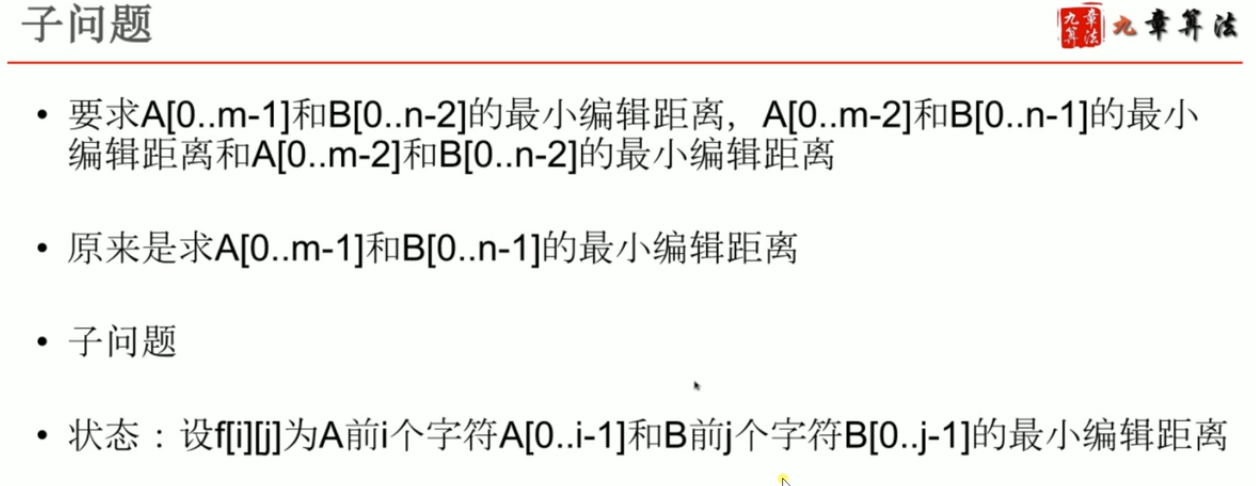 子问题
九章算法 九章算法
• 要求A[0..m-1]和B[0..n-2]的最小编辑距离，A[0..m-2]和B[0..n-1]的最小
编辑距离和A[0..m-2]和B[0..n-2]的最小编辑距离
• 原来是求A[0..m-1]和B[0..n-1]的最小编辑距离
• 子问题
• 状态：设f[i][j]为A前i个字符A[0..i-1]和B前j个字符B[0..j-1]的最小编辑距离